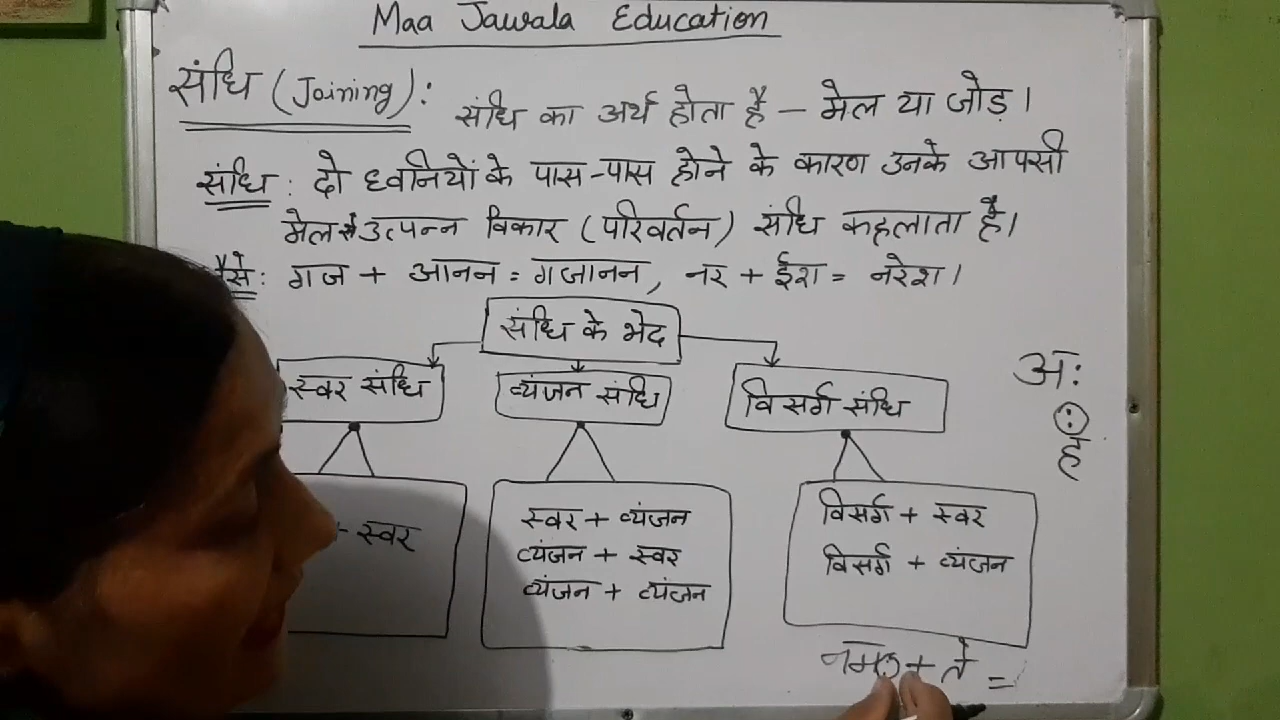 Maa Jawala Education
संधि (Joining) : संधि का अर्थ होता है – मेल या जोड़।
संधि : दो ध्वनियों के पास-पास होने के कारण उनके आपसी
मेल से उत्पन्न विकार (परिवर्तन) संधि कहलाता है।
जैसे : गज + आनन = गजानन, नर + ईश = नरेश।
संधि के भेद
स्वर संधि
व्यंजन संधि
विसर्ग संधि
अः
ः
ह
+ स्वर
स्वर + व्यंजन
व्यंजन + स्वर
व्यंजन + व्यंजन
विसर्ग + स्वर
विसर्ग + व्यंजन
+ ते =